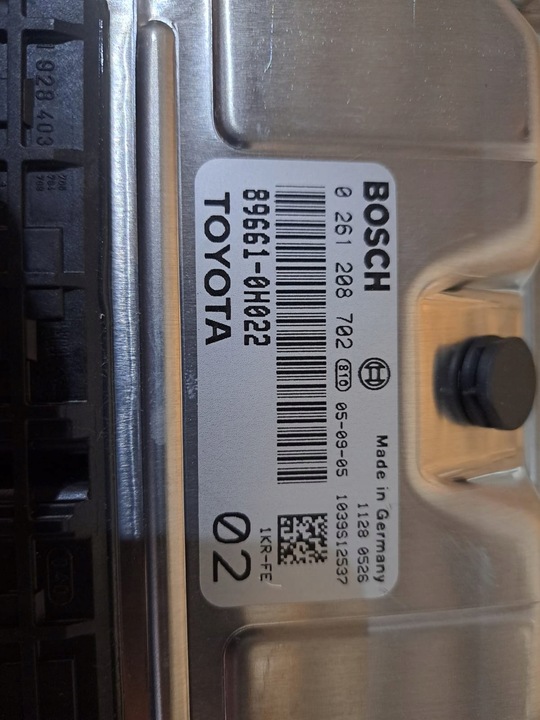 BOSCH
0 261 208 702 810 05-09-05 1039S12537
Made in Germany
1128 0526
89661-0H022
TOYOTA
1KR-FE
02
1 928 403